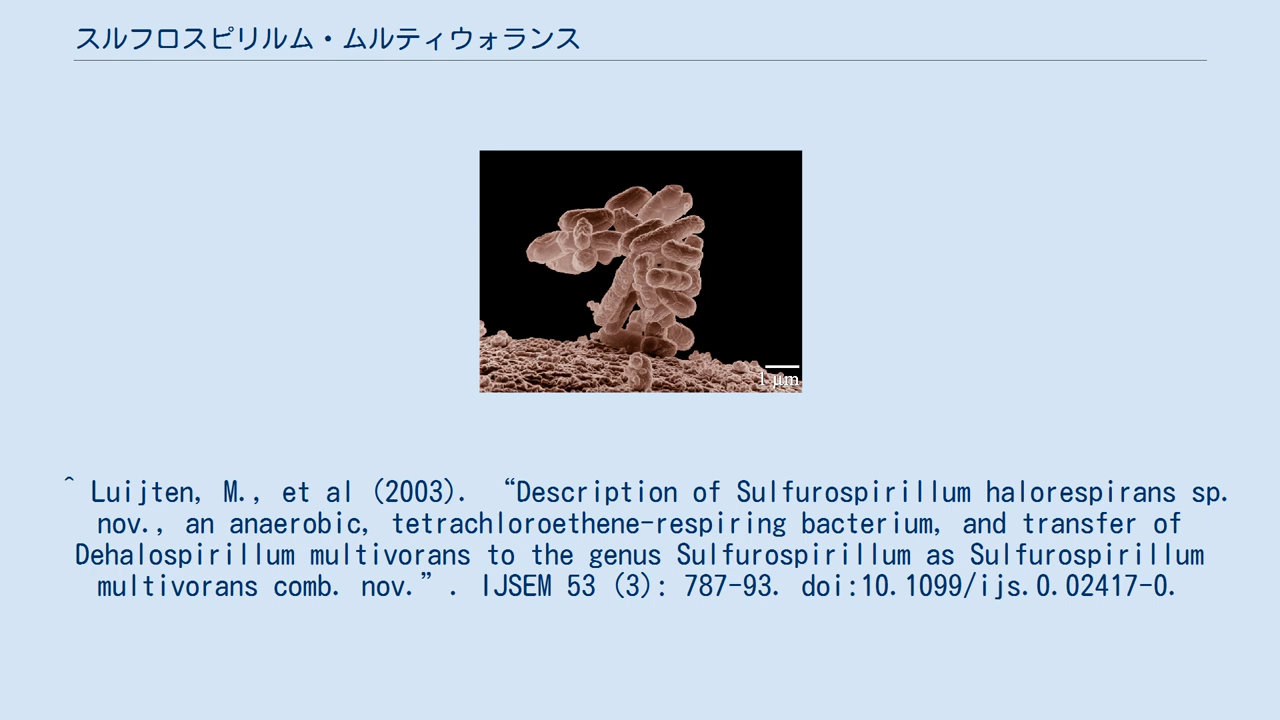 スルフロスピリルム・ムルティウォランス
1 µm
^ Luijten, M., et al (2003). “Description of Sulfurospirillum halorespirans sp.
nov., an anaerobic, tetrachloroethene-respiring bacterium, and transfer of
Dehalospirillum multivorans to the genus Sulfurospirillum as Sulfurospirillum
multivorans comb. nov.”. IJSEM 53 (3): 787-93. doi:10.1099/ijs.0.02417-0.